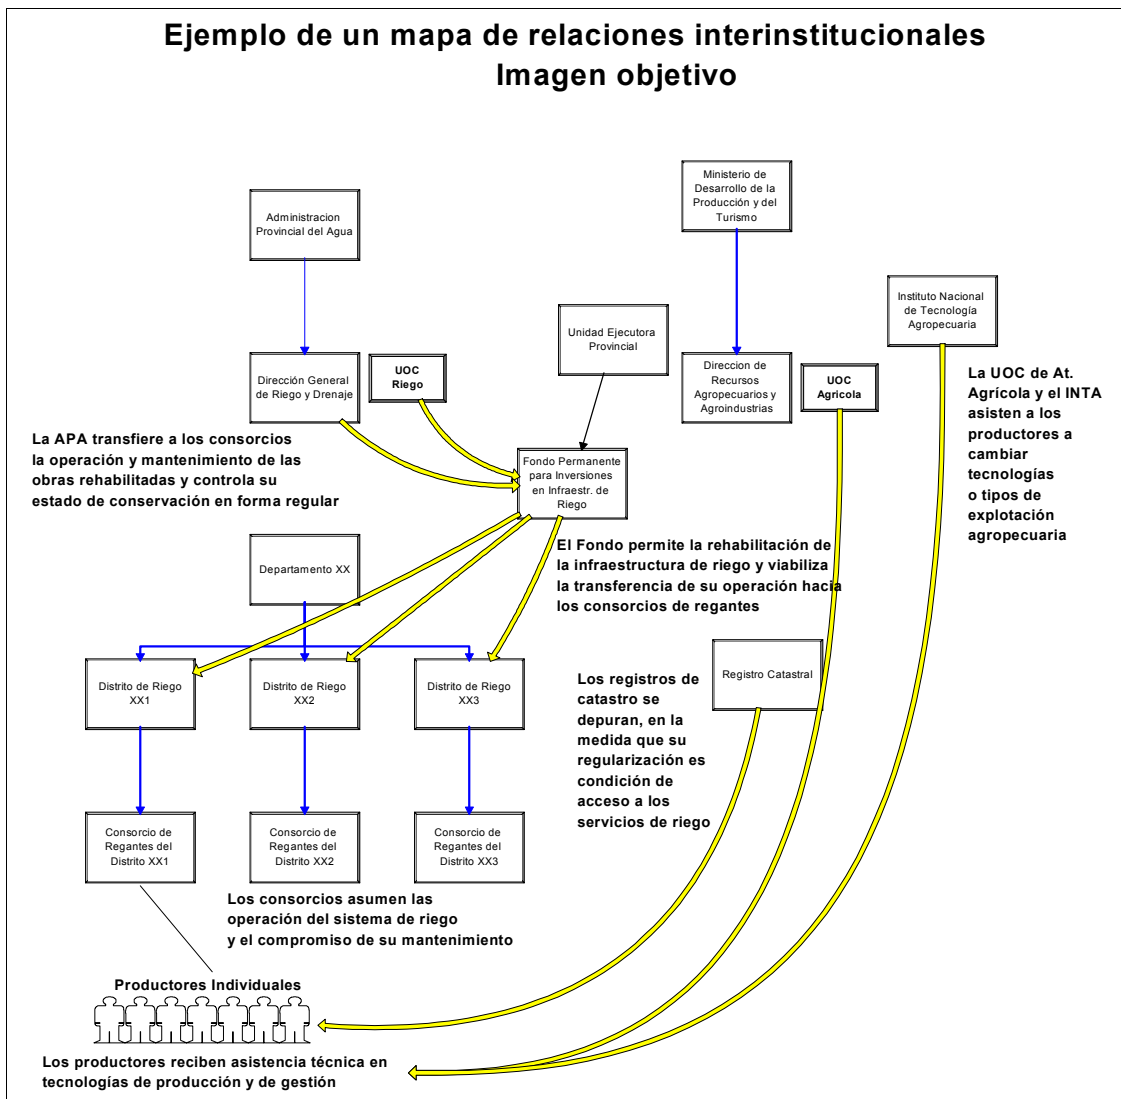 Ejemplo de un mapa de relaciones interinstitucionales
Imagen objetivo
Ministerio de
Desarrollo de la
Producción y del
Turismo
Administracion
Provincial del Agua
Instituto Nacional
de Tecnología
Agropecuaria
Unidad Ejecutora
Provincial
Dirección General
de Riego y Drenaje
UOC
Riego
Direccion de
Recursos
Agropecuarios y
Agroindustrias
UOC
Agricola
La UOC de At.
Agrícola y el INTA
asisten a los
productores a
cambiar
tecnologías
o tipos de
explotación
agropecuaria
La APA transfiere a los consorcios
la operación y mantenimiento de las
obras rehabilitadas y controla su
estado de conservación en forma regular
Fondo Permanente
para Inversiones
en Infraestr. de
Riego
El Fondo permite la rehabilitación de
la infraestructura de riego y viabiliza
la transferencia de su operación hacia
los consorcios de regantes
Departamento XX
Distrito de Riego
XX1
Distrito de Riego
XX2
Distrito de Riego
XX3
Registro Catastral
Los registros de
catastro se
depuran, en la
medida que su
regularización es
condición de
acceso a los
servicios de riego
Consorcio de
Regantes del
Distrito XX1
Consorcio de
Regantes del
Distrito XX2
Consorcio de
Regantes del
Distrito XX3
Los consorcios asumen las
operación del sistema de riego
y el compromiso de su mantenimiento
Productores Individuales
Los productores reciben asistencia técnica en
tecnologías de producción y de gestión